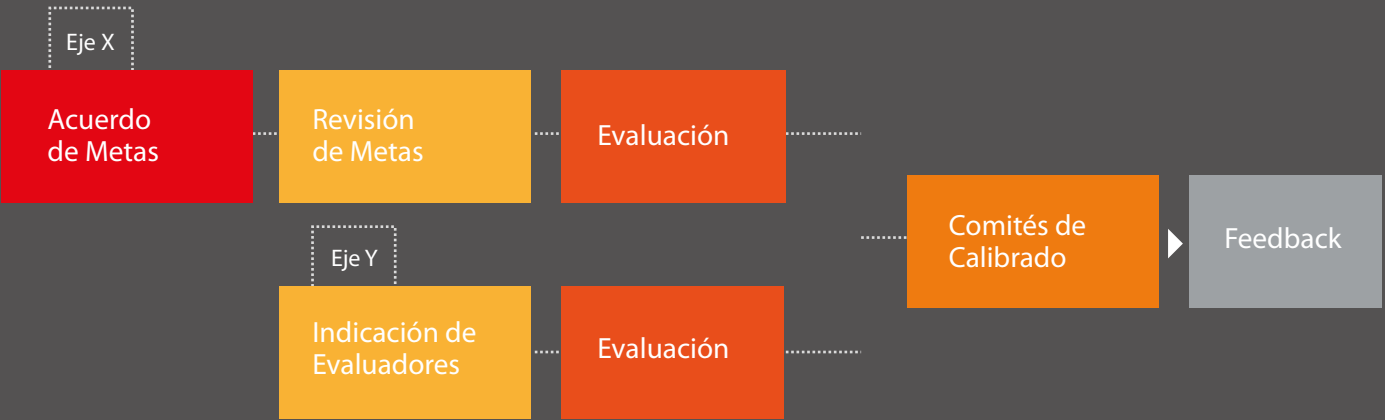 Eje X
Acuerdo
de Metas
Revisión
de Metas
Evaluación
Eje Y
Indicación de
Evaluadores
Evaluación
Comités de
Calibrado
Feedback